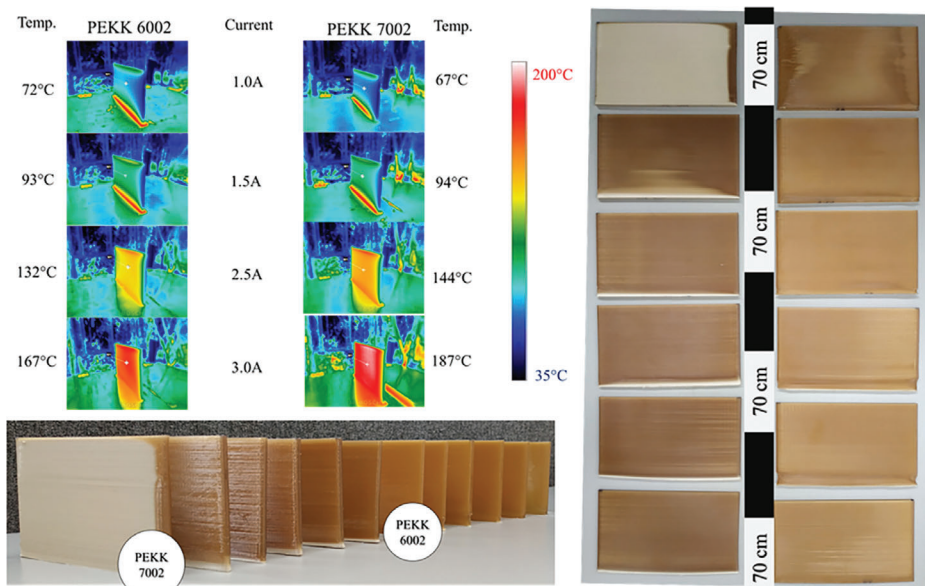 Temp.
PEKK 6002
Current
PEKK 7002
Temp.
72°C
1.0A
67°C
93°C
1.5A
94°C
132°C
2.5A
144°C
167°C
3.0A
187°C
200°C
35°C
PEKK
7002
PEKK
6002
70 cm
70 cm
70 cm
70 cm